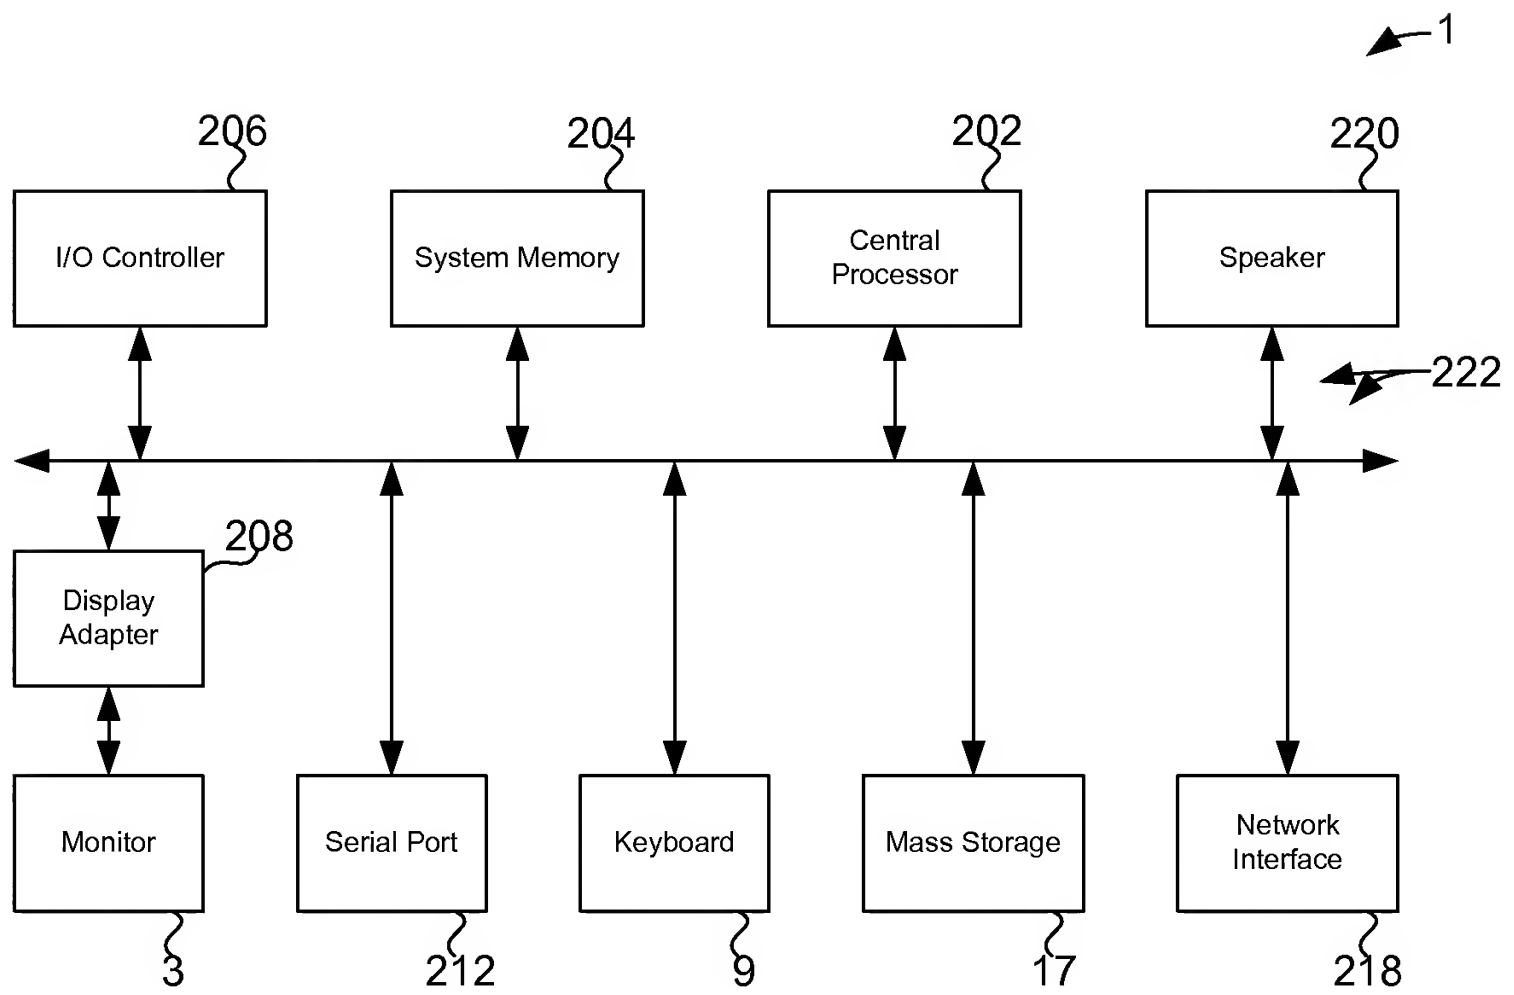 1
206
204
202
220
I/O Controller
System Memory
Central
Processor
Speaker
222
208
Display
Adapter
Monitor
Serial Port
Keyboard
Mass Storage
Network
Interface
3
212
9
17
218